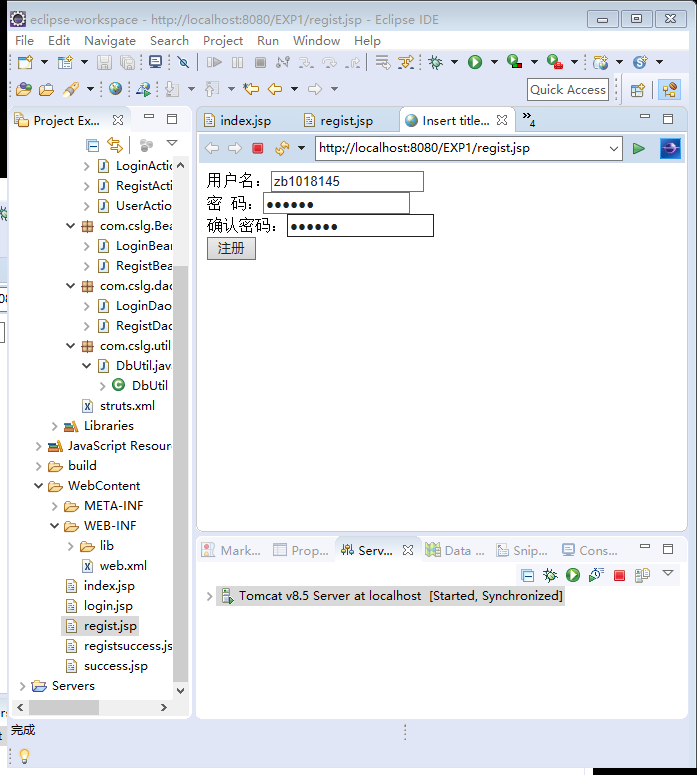 eclipse-workspace - http://localhost:8080/EXP1/regist.jsp - Eclipse IDE
File Edit Navigate Search Project Run Window Help
Quick Access
Project Ex...
index.jsp regist.jsp Insert title... »4
http://localhost:8080/EXP1/regist.jsp
用户名: zb1018145
密 码: ●●●●●●
确认密码: ●●●●●●
注册
LoginActio
RegistActi
UserAction
com.cslg.Bea
LoginBean
RegistBea
com.cslg.dao
LoginDao
RegistDao
com.cslg.util
DbUtil.java
DbUtil
struts.xml
Libraries
JavaScript Resour
build
WebContent
META-INF
WEB-INF
lib
web.xml
index.jsp
login.jsp
regist.jsp
registsuccess.js
success.jsp
Servers
Mark... Prop... Serv... Data ... Snip... Cons...
Tomcat v8.5 Server at localhost [Started, Synchronized]
完成